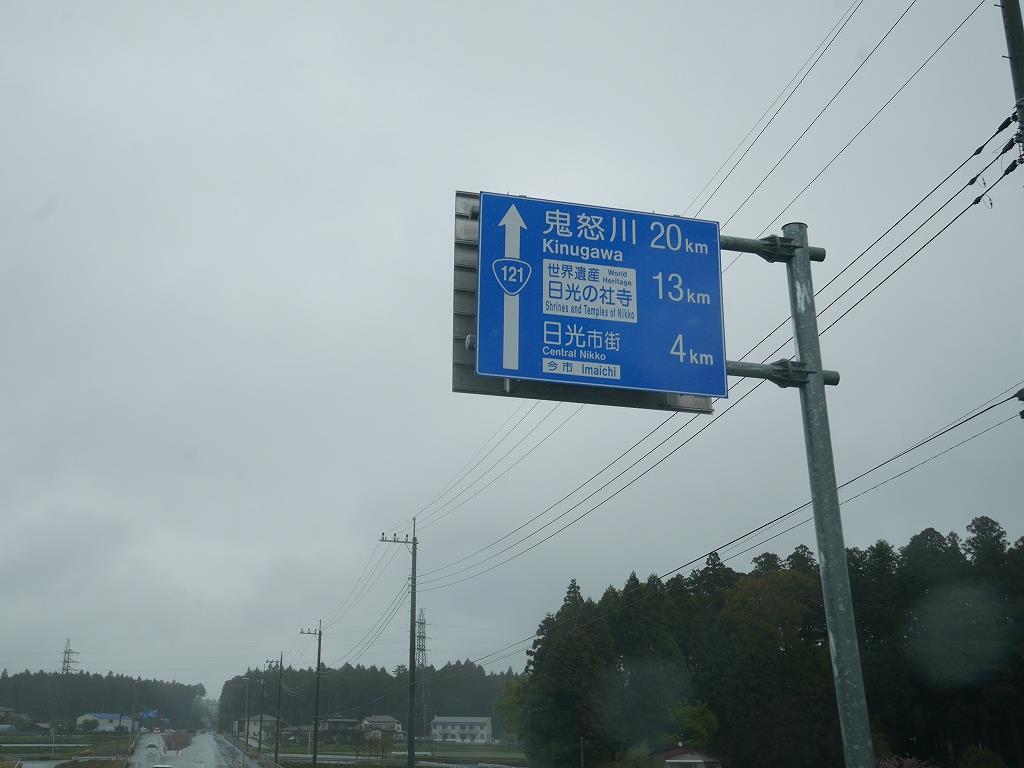 鬼怒川 20km
Kinugawa
121
世界遺産 World Heritage
日光の社寺 13km
Shrines and Temples of Nikko
日光市街 4km
Central Nikko
今市 Imaichi